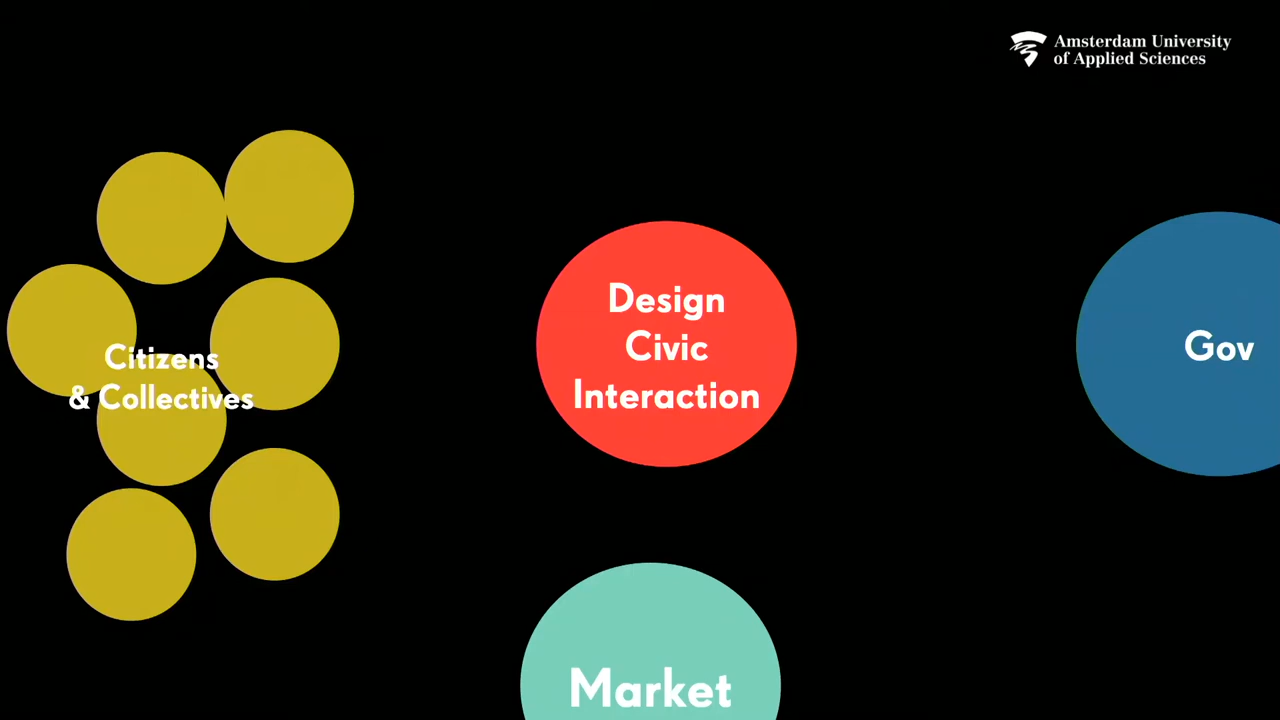 Amsterdam University
of Applied Sciences
Citizens
& Collectives
Design
Civic
Interaction
Gov
Market